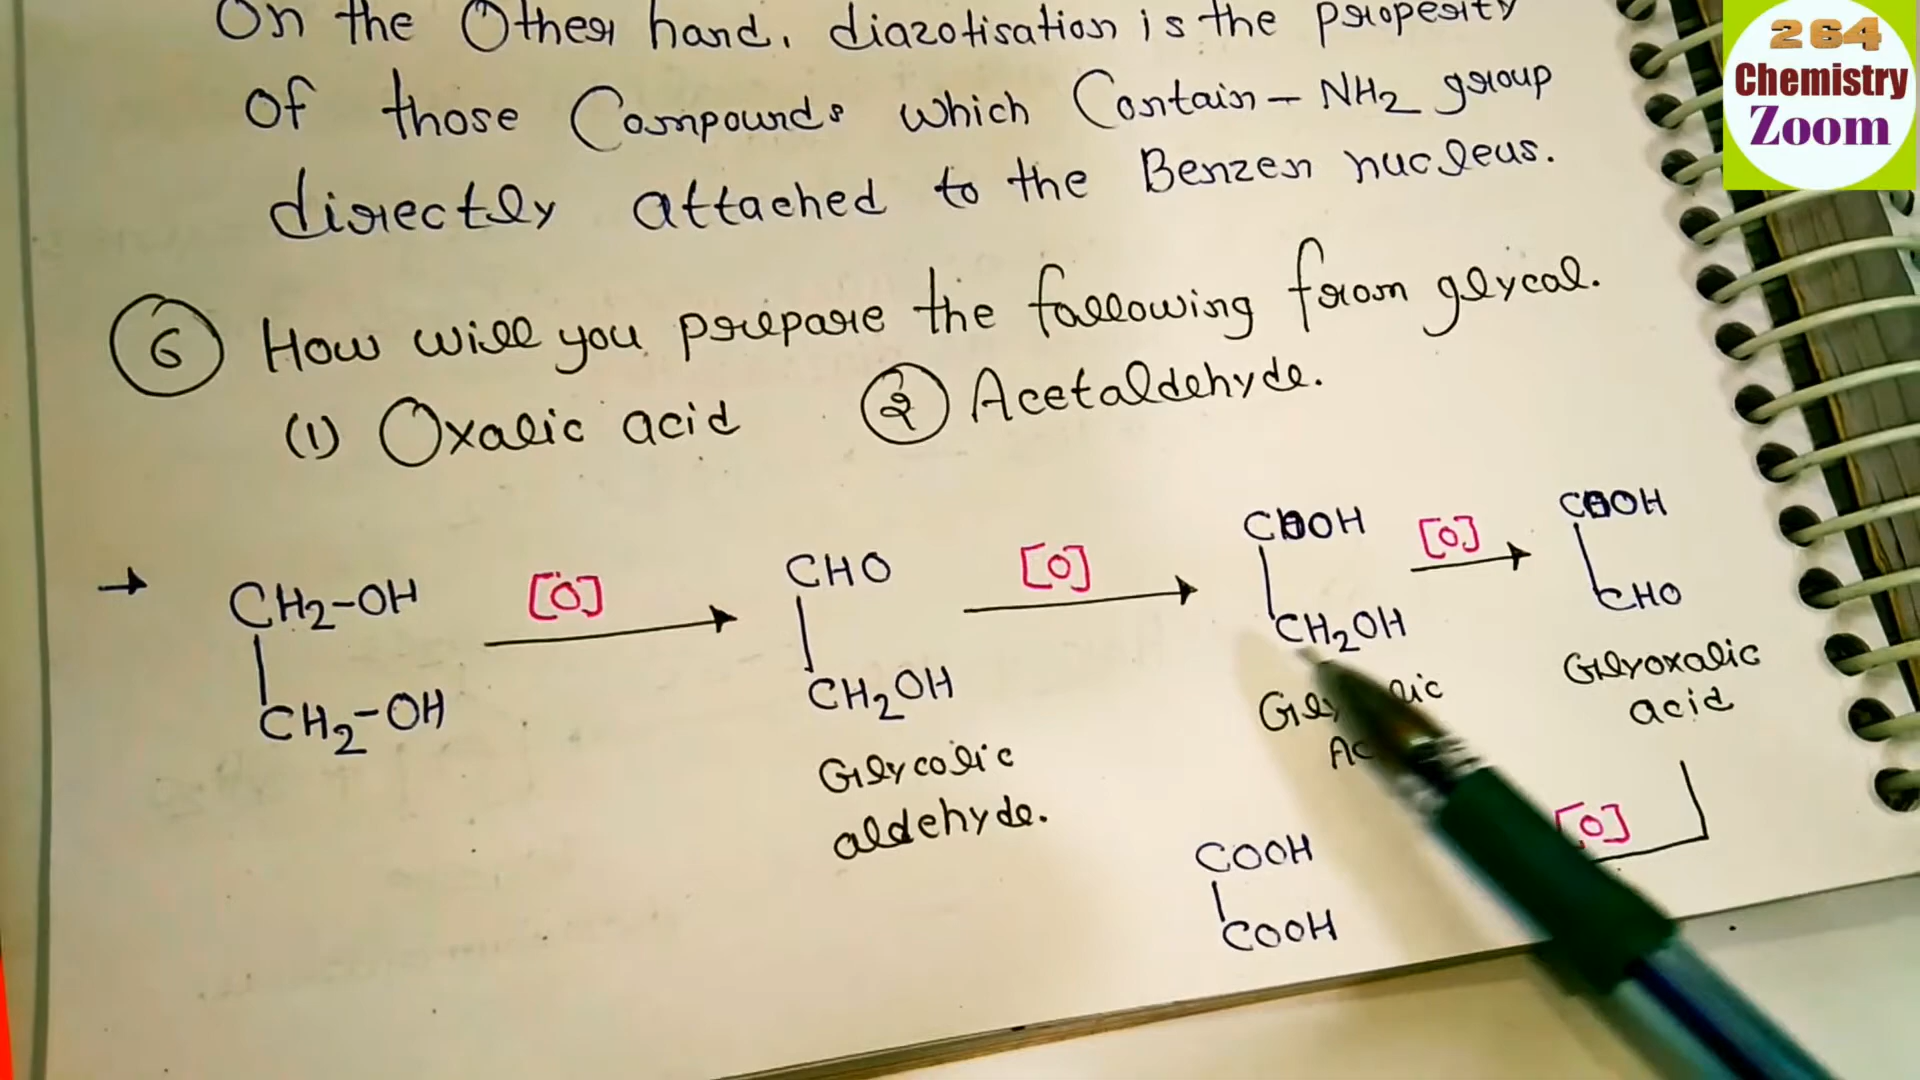 On the Other hand, diazotisation is the property
of those Compounds which Contain - NH2 group
directly attached to the Benzen nucleus.
6 How will you prepare the following from glycol.
(1) Oxalic acid 2 Acetaldehyde.
→ CH2-OH [O] CHO [O] COOH [O] COOH
CH2-OH CH2OH CH2OH CHO
Glycolic
aldehyde.
Glyoxalic
acid
[O]
COOH
COOH
264
Chemistry
Zoom